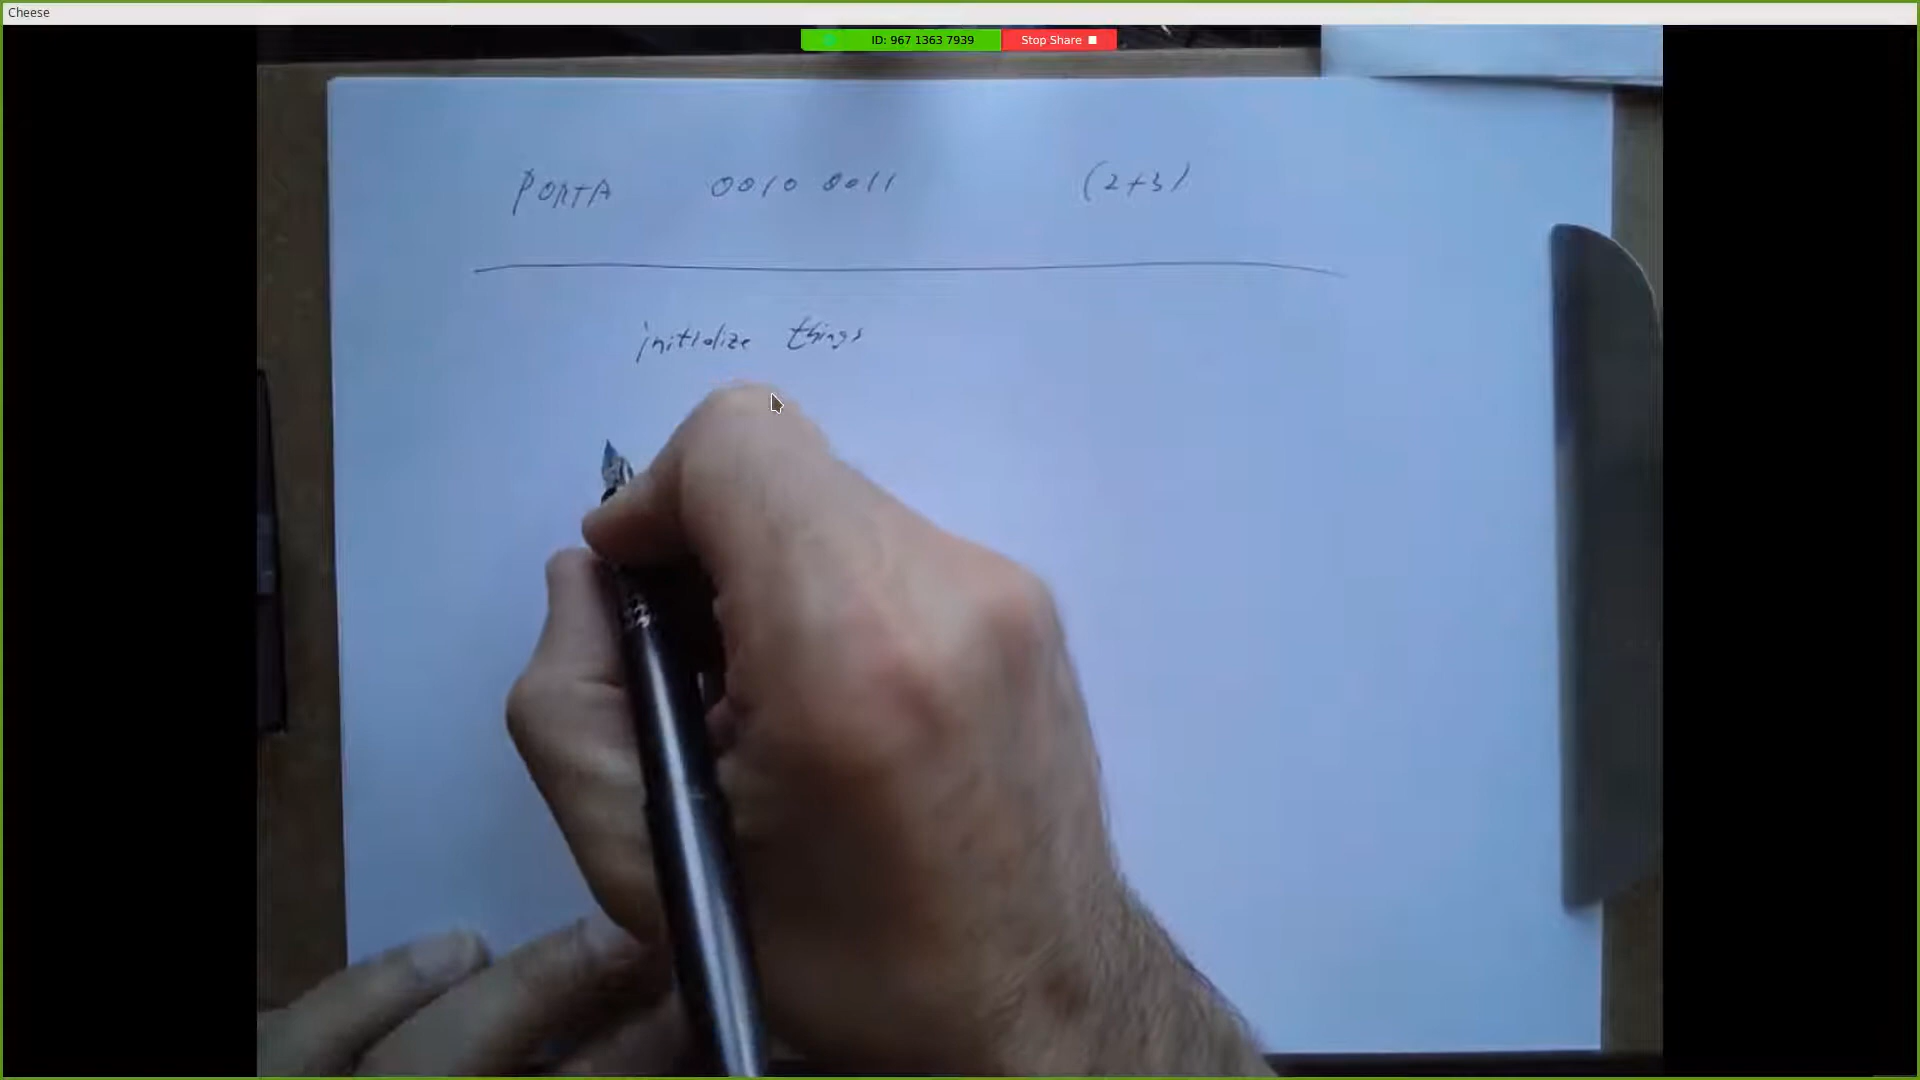 Cheese
ID: 967 1363 7939 Stop Share
PORTA 0010 0011 (2+3)
initialize things